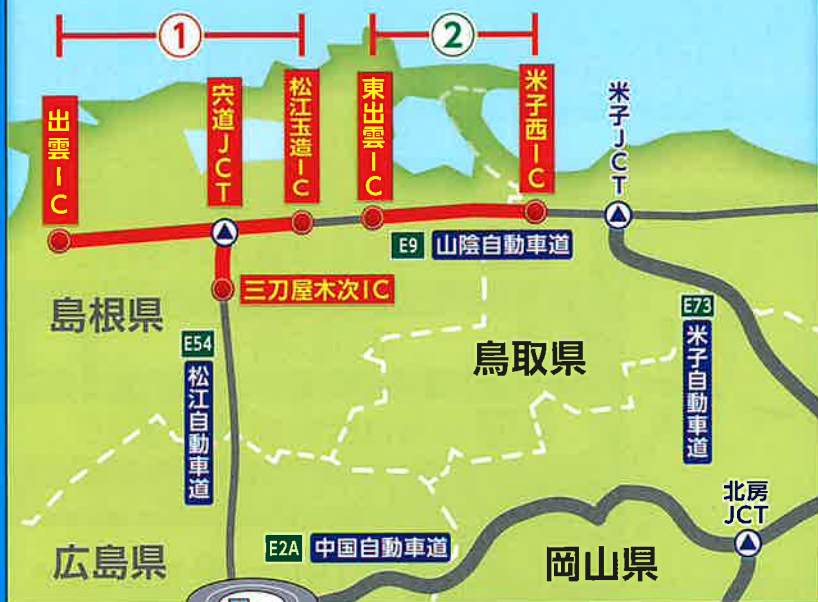 ①
②
出雲IC
宍道JCT
松江玉造IC
東出雲IC
米子西IC
米子JCT
E9 山陰自動車道
三刀屋木次IC
島根県
E54
松江自動車道
鳥取県
E73
米子自動車道
北房
JCT
E2A 中国自動車道
広島県
岡山県